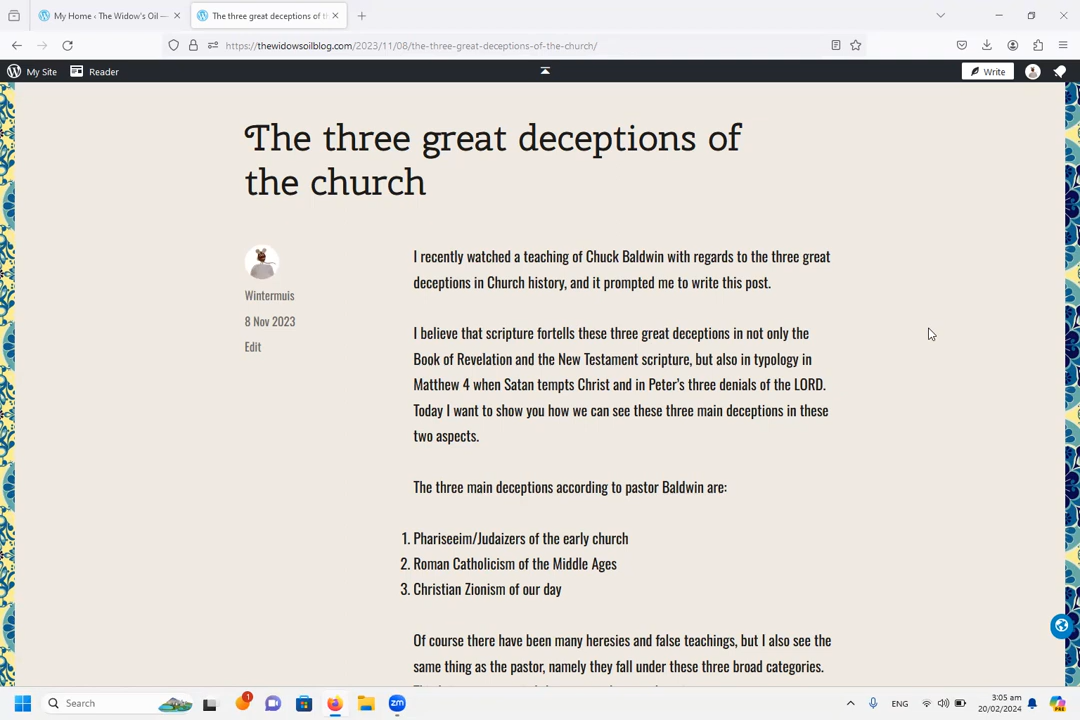 My Home ‹ The Widow's Oil —
The three great deceptions of t
https://thewidowsoilblog.com/2023/11/08/the-three-great-deceptions-of-the-church/
My Site
Reader
Write
The three great deceptions of
the church
Wintermuis
8 Nov 2023
Edit
I recently watched a teaching of Chuck Baldwin with regards to the three great
deceptions in Church history, and it prompted me to write this post.
I believe that scripture fortells these three great deceptions in not only the
Book of Revelation and the New Testament scripture, but also in typology in
Matthew 4 when Satan tempts Christ and in Peter's three denials of the LORD.
Today I want to show you how we can see these three main deceptions in these
two aspects.
The three main deceptions according to pastor Baldwin are:
1. Phariseeim/Judaizers of the early church
2. Roman Catholicism of the Middle Ages
3. Christian Zionism of our day
Of course there have been many heresies and false teachings, but I also see the
same thing as the pastor, namely they fall under these three broad categories.
Search
1
zm
ENG
3:05 am
20/02/2024
PRE